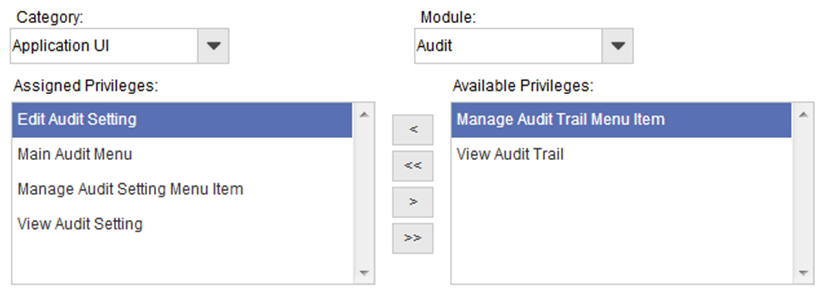 Category:
Module:
Application UI
Audit
Assigned Privileges:
Available Privileges:
Edit Audit Setting
Main Audit Menu
Manage Audit Setting Menu Item
View Audit Setting
<
<<
>
>>
Manage Audit Trail Menu Item
View Audit Trail